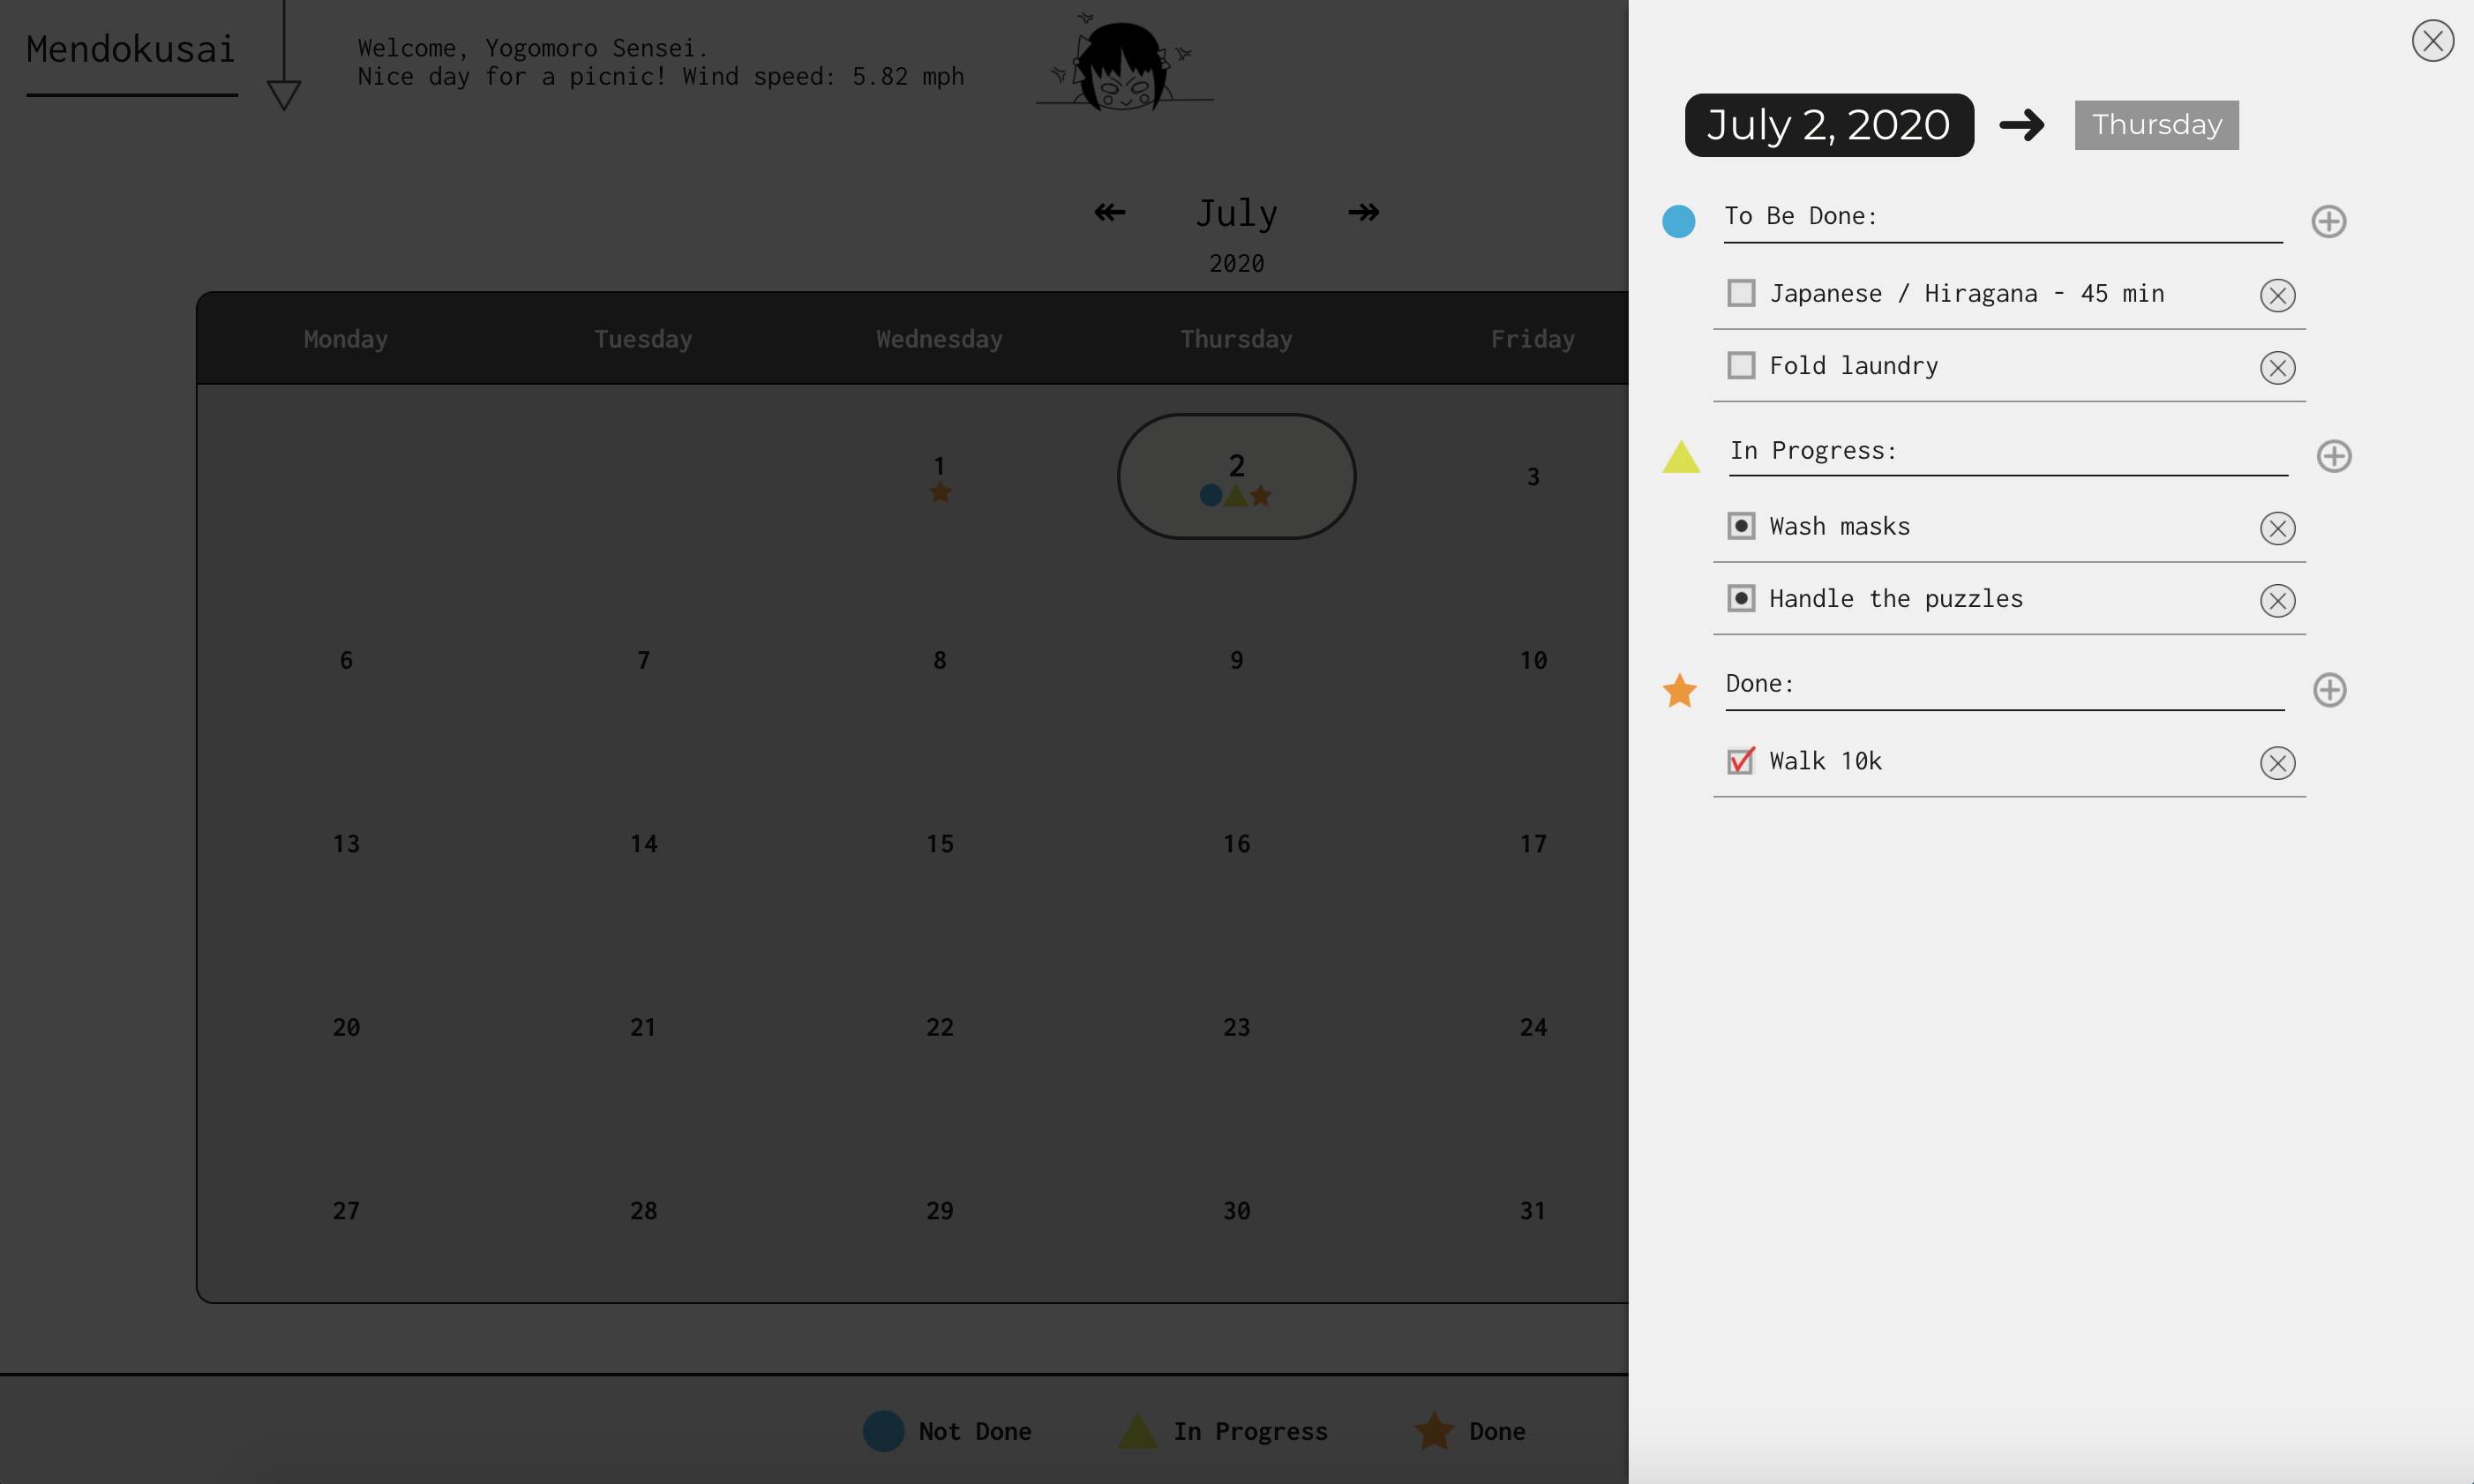 Mendokusai
Welcome, Yogomoro Sensei.
Nice day for a picnic! Wind speed: 5.82 mph
July
2020
Monday Tuesday Wednesday Thursday Friday
1 2 3
6 7 8 9 10
13 14 15 16 17
20 21 22 23 24
27 28 29 30 31
Not Done In Progress Done
July 2, 2020 Thursday
To Be Done:
Japanese / Hiragana - 45 min
Fold laundry
In Progress:
Wash masks
Handle the puzzles
Done:
Walk 10k